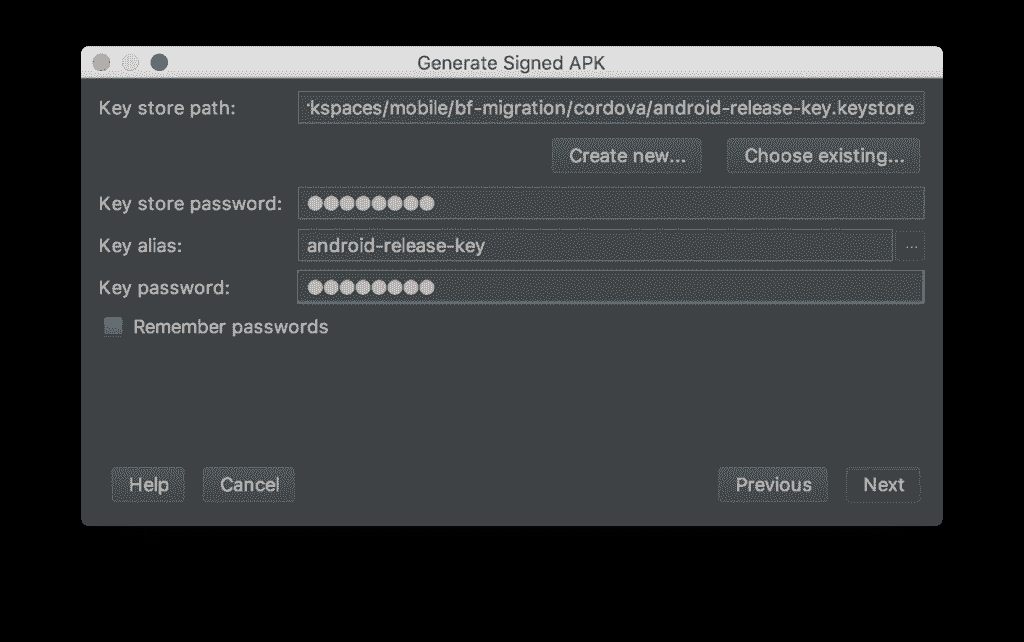 Generate Signed APK
Key store path: kspaces/mobile/bf-migration/cordova/android-release-key.keystore
Create new... Choose existing...
Key store password: ●●●●●●●●
Key alias: android-release-key ...
Key password: ●●●●●●●●
Remember passwords
Help Cancel Previous Next